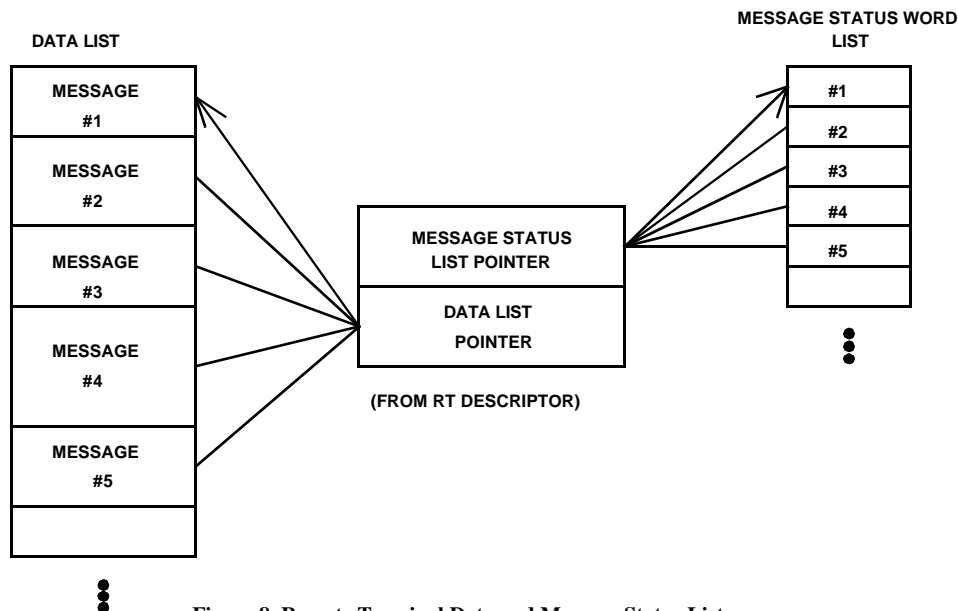 MESSAGE STATUS WORD
LIST
DATA LIST
MESSAGE
#1
MESSAGE
#2
MESSAGE
#3
MESSAGE
#4
MESSAGE
#5
MESSAGE STATUS
LIST POINTER
DATA LIST
POINTER
(FROM RT DESCRIPTOR)
#1
#2
#3
#4
#5